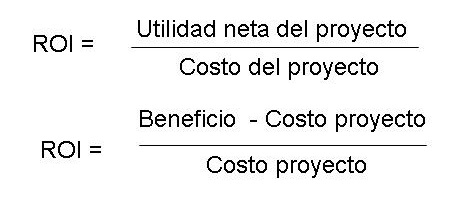 ROI = Utilidad neta del proyecto
Costo del proyecto
ROI = Beneficio - Costo proyecto
Costo proyecto